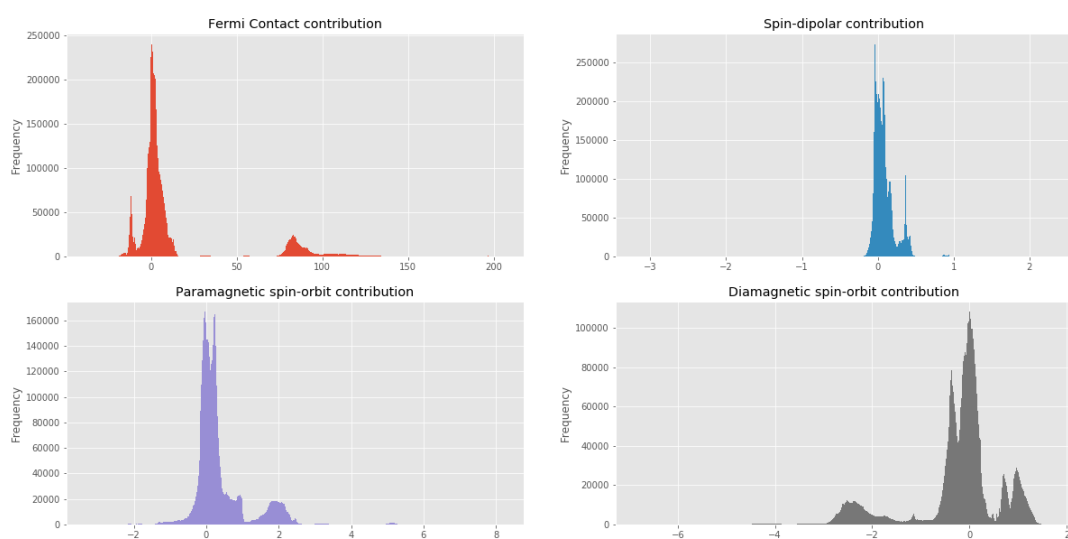 Fermi Contact contribution
250000
200000
150000
100000
50000
0
Frequency
0 50 100 150 200
Spin-dipolar contribution
250000
200000
150000
100000
50000
0
Frequency
−3 −2 −1 0 1 2
Paramagnetic spin-orbit contribution
160000
140000
120000
100000
80000
60000
40000
20000
0
Frequency
−2 0 2 4 6 8
Diamagnetic spin-orbit contribution
100000
80000
60000
40000
20000
0
Frequency
−6 −4 −2 0 2